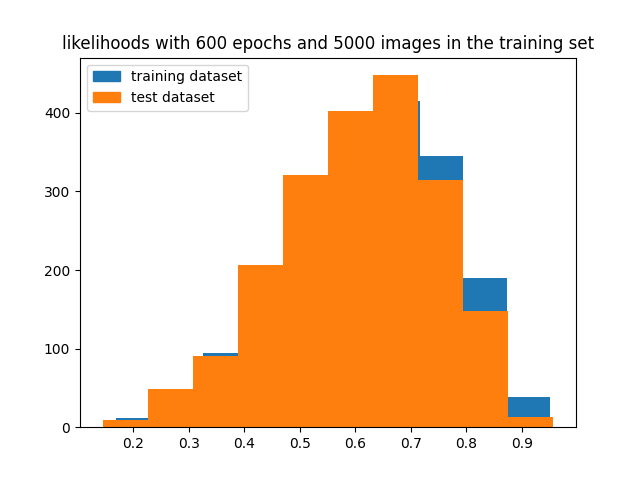 likelihoods with 600 epochs and 5000 images in the training set
training dataset
test dataset
400
300
200
100
0
0.2 0.3 0.4 0.5 0.6 0.7 0.8 0.9